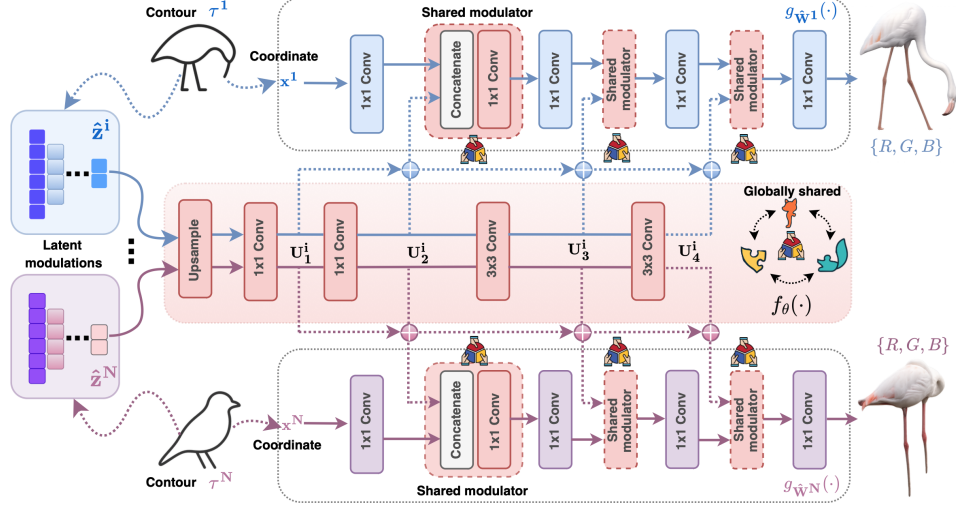 Contour τ¹
Coordinate
x¹
1x1 Conv
Shared modulator
Concatenate
1x1 Conv
1x1 Conv
Shared
modulator
1x1 Conv
Shared
modulator
1x1 Conv
g_Ŵ¹(·)
{R, G, B}
ẑⁱ
Latent
modulations
ẑᴺ
Upsample
1x1 Conv
U₁ⁱ
1x1 Conv
U₂ⁱ
3x3 Conv
U₃ⁱ
3x3 Conv
U₄ⁱ
Globally shared
f_θ(·)
Contour τᴺ
Coordinate
xᴺ
1x1 Conv
Concatenate
1x1 Conv
Shared modulator
1x1 Conv
Shared
modulator
1x1 Conv
Shared
modulator
1x1 Conv
g_Ŵᴺ(·)
{R, G, B}